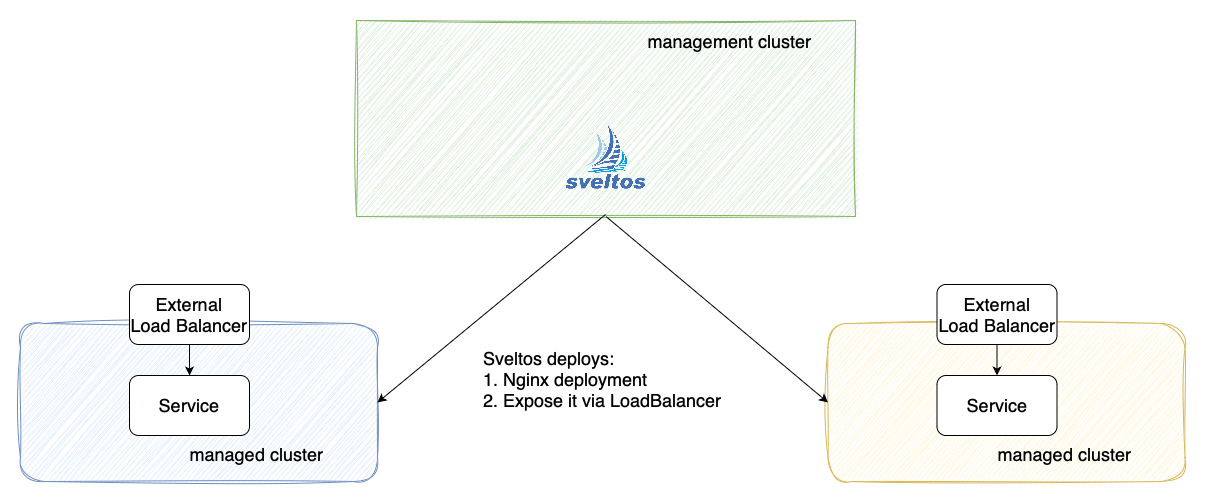 management cluster
sveltos
External
Load Balancer
Service
managed cluster
Sveltos deploys:
1. Nginx deployment
2. Expose it via LoadBalancer
External
Load Balancer
Service
managed cluster